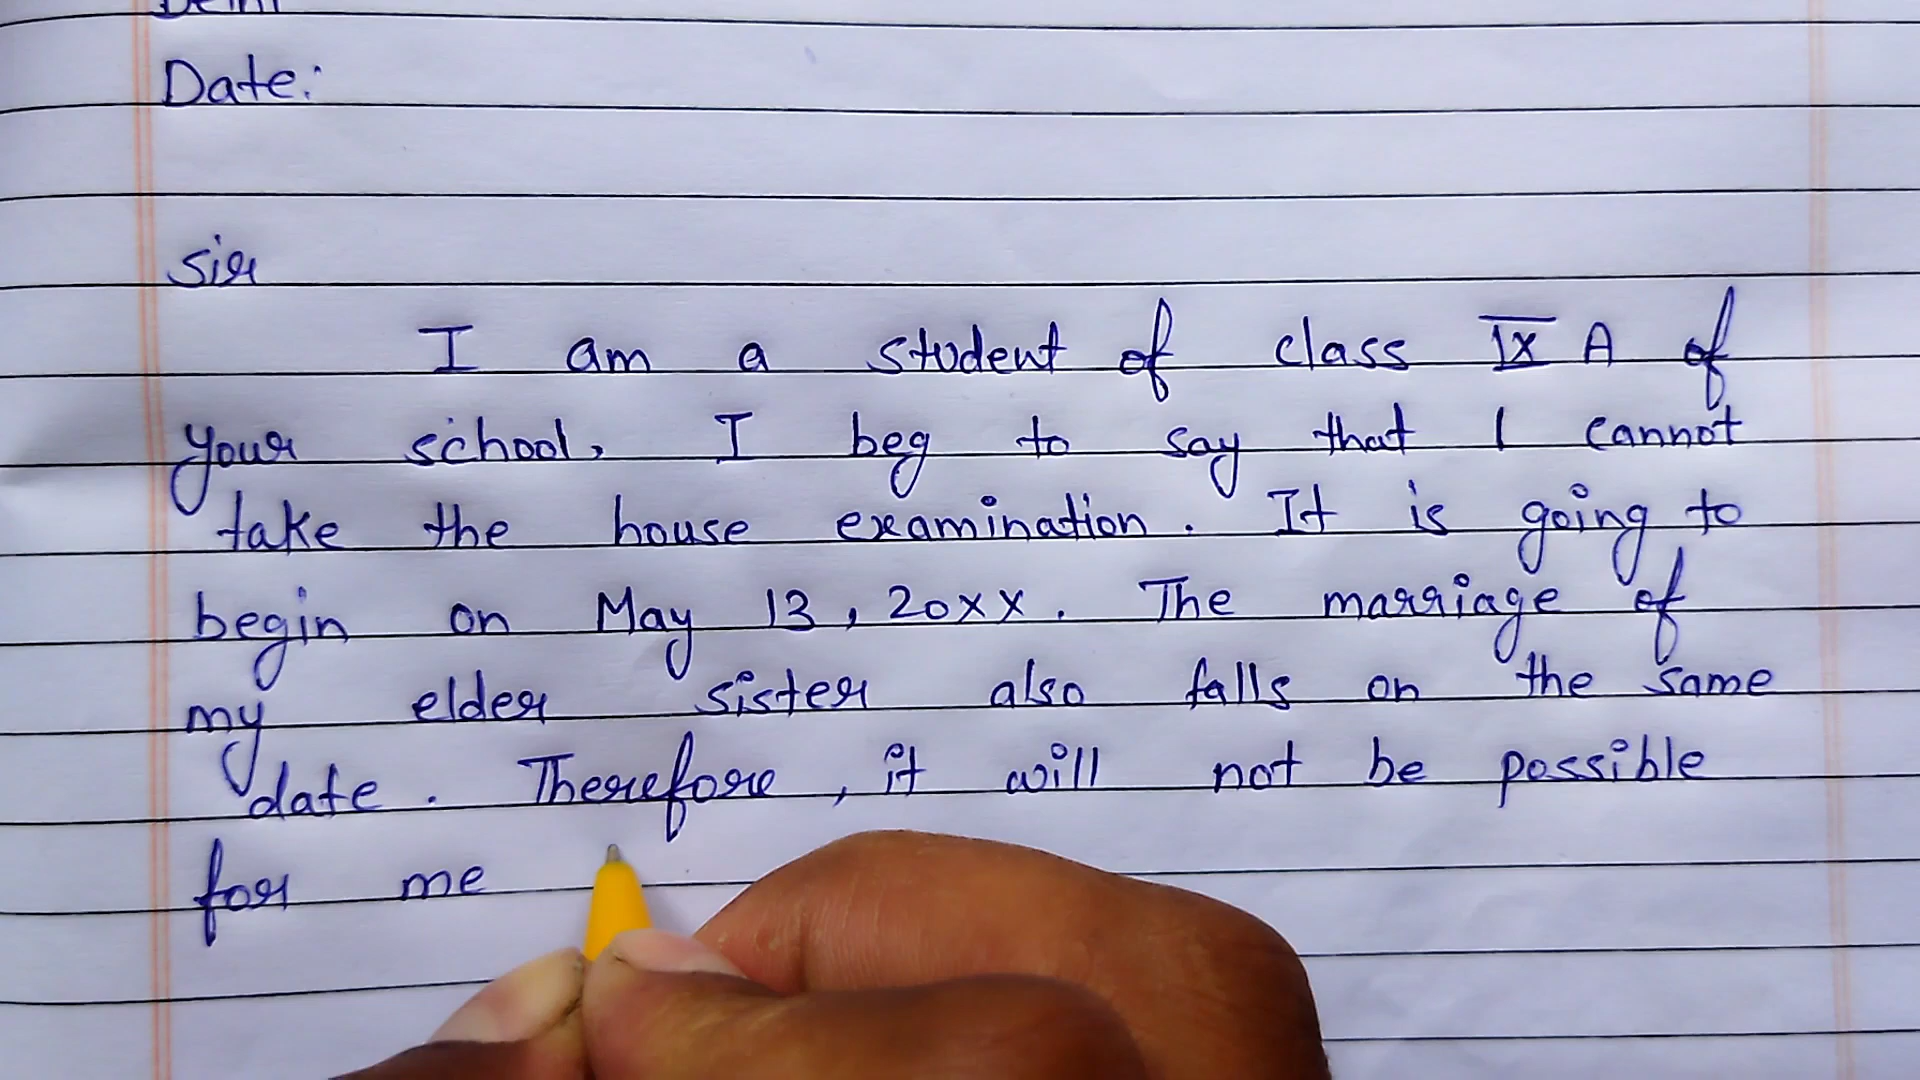 Delhi
Date:
Sir
I am a student of class IX A of
your school, I beg to say that I cannot
take the house examination. It is going to
begin on May 13, 20XX. The marriage of
my elder sister also falls on the same
date. Therefore, it will not be possible
for me